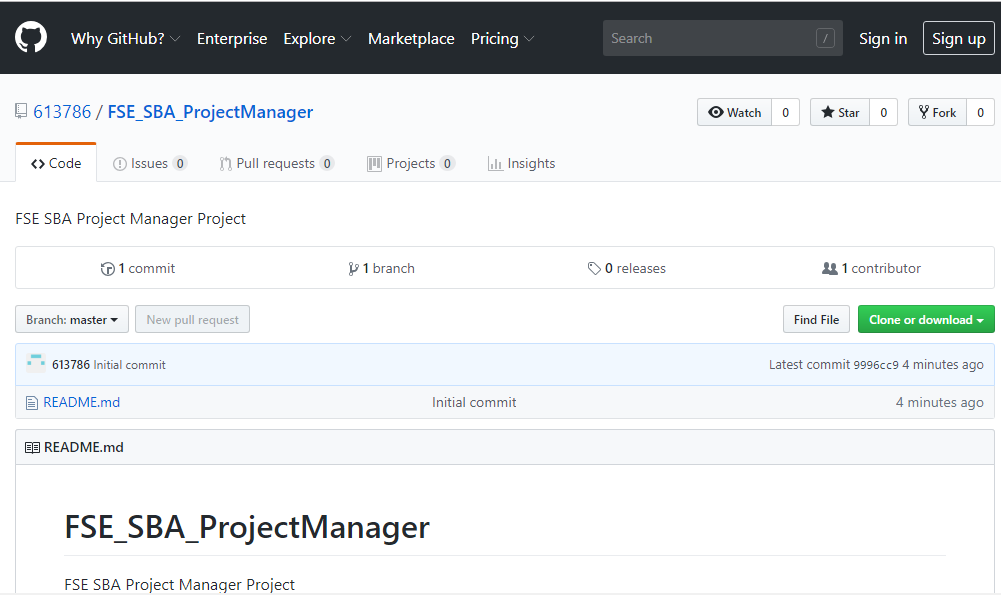 Why GitHub? Enterprise Explore Marketplace Pricing Search / Sign in Sign up
613786 / FSE_SBA_ProjectManager Watch 0 Star 0 Fork 0
Code Issues 0 Pull requests 0 Projects 0 Insights
FSE SBA Project Manager Project
1 commit 1 branch 0 releases 1 contributor
Branch: master New pull request Find File Clone or download
613786 Initial commit Latest commit 9996cc9 4 minutes ago
README.md Initial commit 4 minutes ago
README.md
FSE_SBA_ProjectManager
FSE SBA Project Manager Project